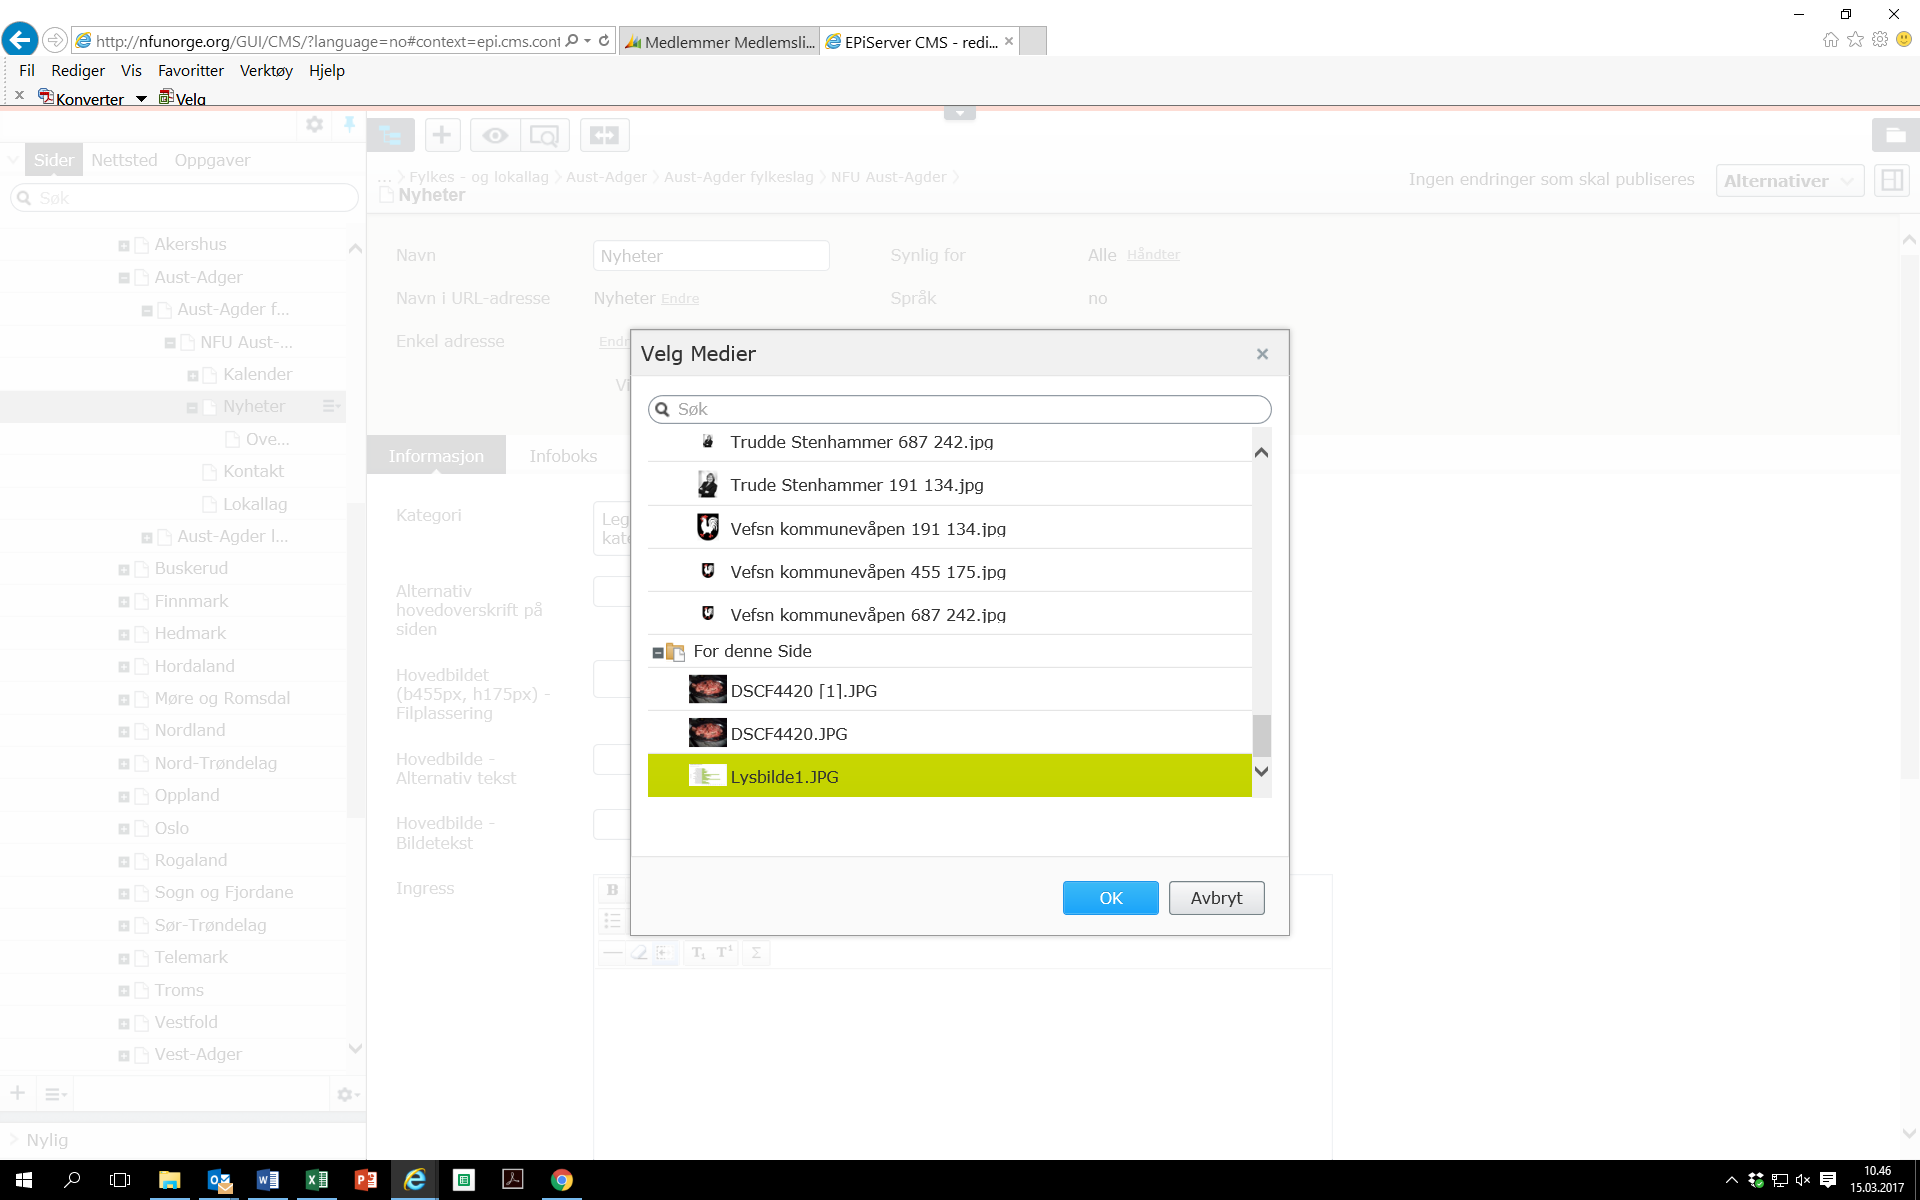 http://nfunorge.org/GUI/CMS/?language=no#context=epi.cms.cont
Medlemmer Medlemsli...
EPiServer CMS - redi...
Fil Rediger Vis Favoritter Verktøy Hjelp
Konverter Velg
Sider Nettsted Oppgaver
Søk
Akershus
Aust-Adger
Aust-Agder f...
NFU Aust-...
Kalender
Nyheter
Ove...
Kontakt
Lokallag
Aust-Agder l...
Buskerud
Finnmark
Hedmark
Hordaland
Møre og Romsdal
Nordland
Nord-Trøndelag
Oppland
Oslo
Rogaland
Sogn og Fjordane
Sør-Trøndelag
Telemark
Troms
Vestfold
Vest-Adger
Nylig
... Fylkes - og lokallag Aust-Adger Aust-Agder fylkeslag NFU Aust-Agder
Nyheter
Ingen endringer som skal publiseres
Alternativer
Navn Nyheter Synlig for Alle Håndter
Navn i URL-adresse Nyheter Endre Språk no
Enkel adresse Endr
Vi
Informasjon Infoboks
Kategori
Leg
kate
Alternativ
hovedoverskrift på
siden
Hovedbildet
(b455px, h175px) -
Filplassering
Hovedbilde -
Alternativ tekst
Hovedbilde -
Bildetekst
Ingress
B
Velg Medier
Søk
Trudde Stenhammer 687 242.jpg
Trude Stenhammer 191 134.jpg
Vefsn kommunevåpen 191 134.jpg
Vefsn kommunevåpen 455 175.jpg
Vefsn kommunevåpen 687 242.jpg
For denne Side
DSCF4420 [1].JPG
DSCF4420.JPG
Lysbilde1.JPG
OK Avbryt
10.46
15.03.2017